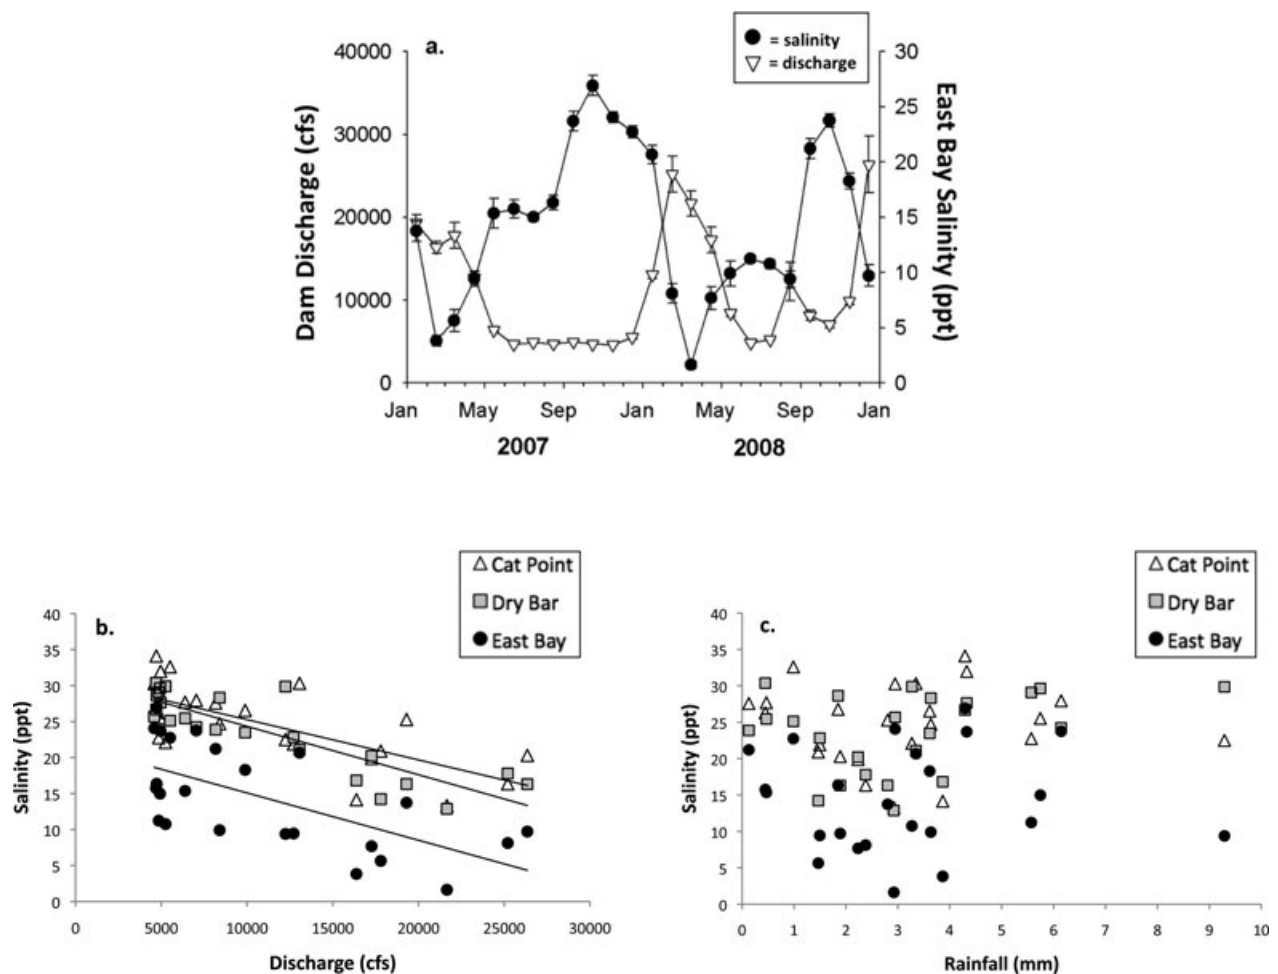 a.
= salinity
= discharge
40000
30000
20000
10000
0
Dam Discharge (cfs)
30
25
20
15
10
5
0
East Bay Salinity (ppt)
Jan May Sep Jan May Sep Jan
2007 2008
b.
Cat Point
Dry Bar
East Bay
40
35
30
25
20
15
10
5
0
Salinity (ppt)
0 5000 10000 15000 20000 25000 30000
Discharge (cfs)
c.
Cat Point
Dry Bar
East Bay
40
35
30
25
20
15
10
5
0
Salinity (ppt)
0 1 2 3 4 5 6 7 8 9 10
Rainfall (mm)